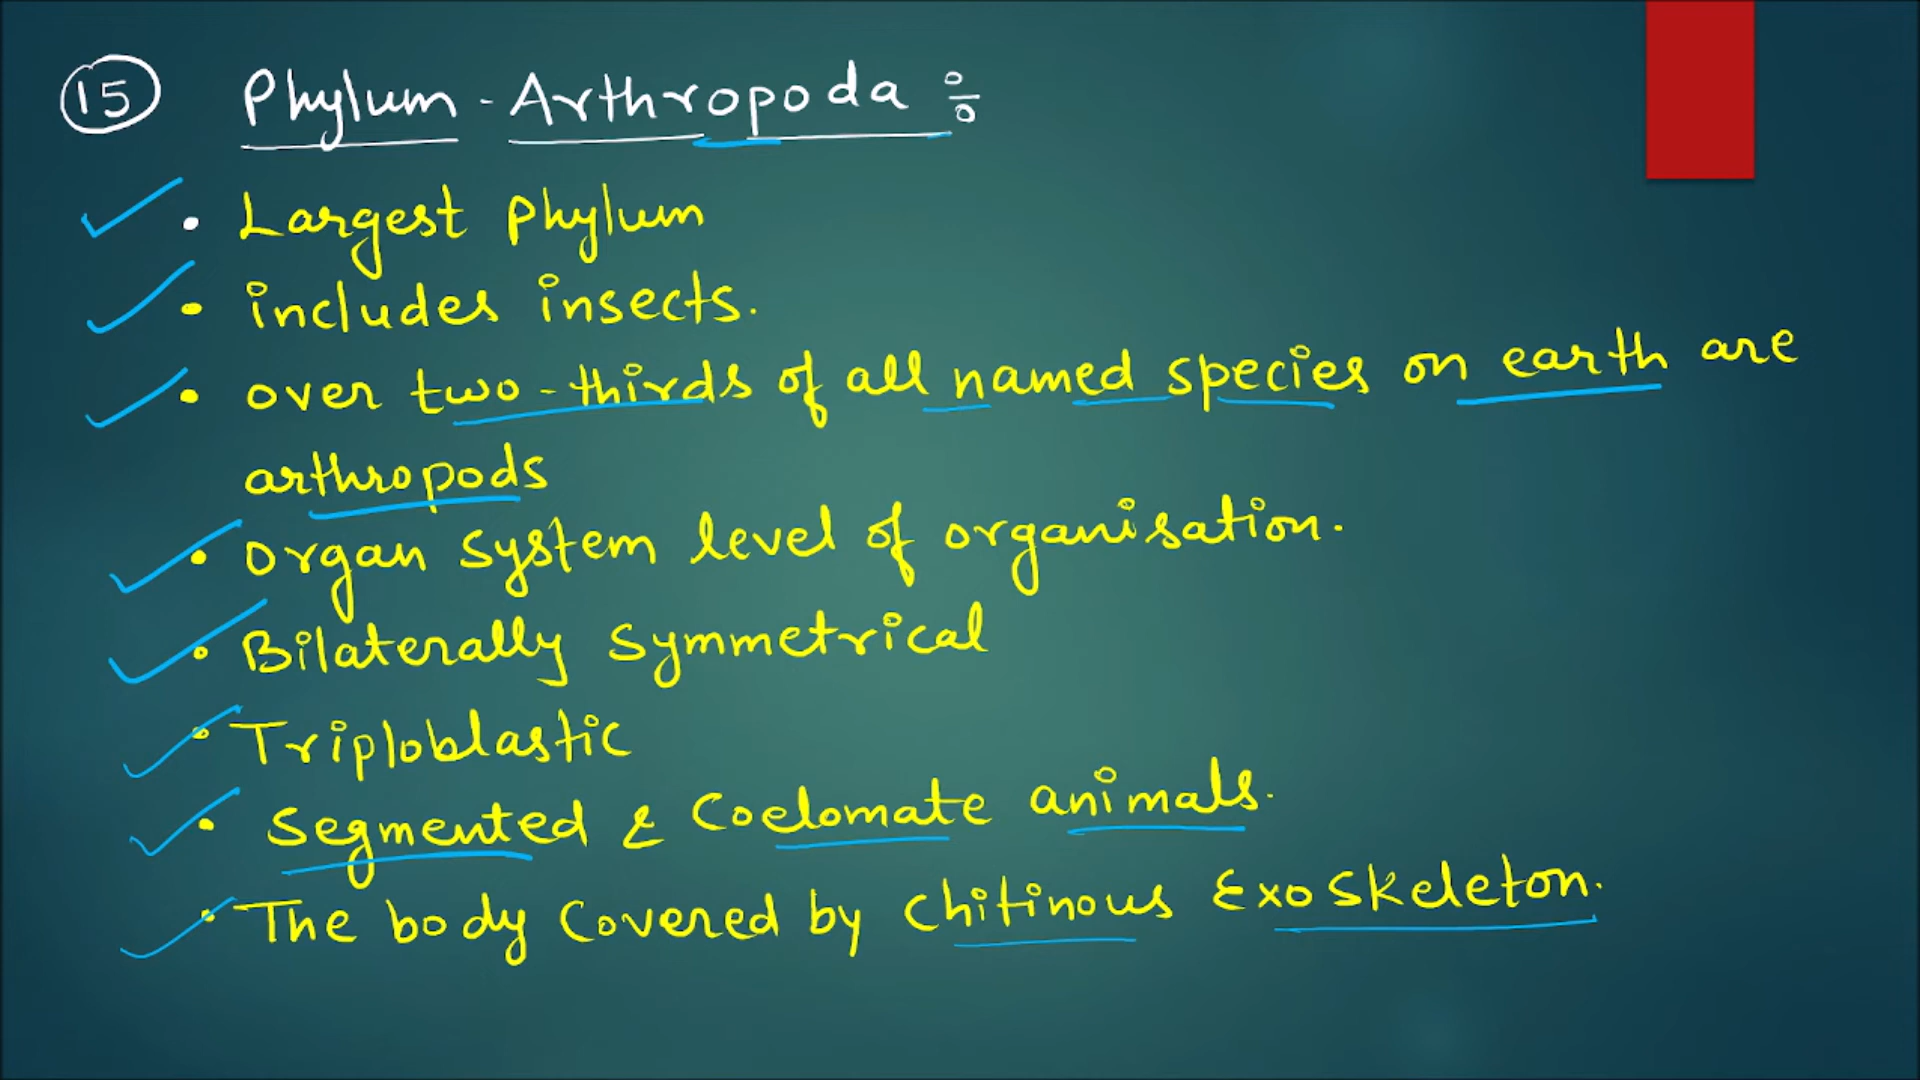 15 Phylum - Arthropoda ÷
• Largest Phylum
• includes insects.
• over two-thirds of all named species on earth are
arthropods
• Organ system level of organisation.
• Bilaterally symmetrical
• Triploblastic
• Segmented & Coelomate animals.
• The body covered by chitinous Exoskeleton.